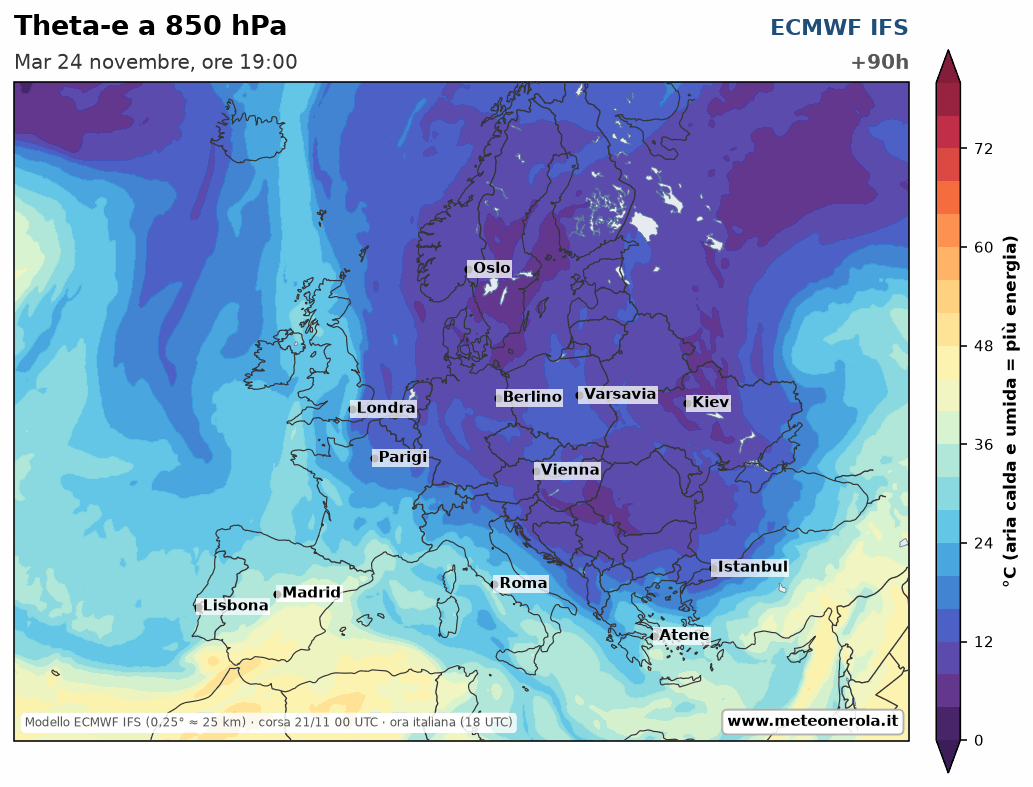 Theta-e a 850 hPa
ECMWF IFS
Mar 24 novembre, ore 19:00
+90h
72
60
48
36
24
12
0
°C (aria calda e umida = più energia)
Oslo
Londra
Berlino
Varsavia
Kiev
Parigi
Vienna
Istanbul
Roma
Madrid
Lisbona
Atene
Modello ECMWF IFS (0,25° ≈ 25 km) · corsa 21/11 00 UTC · ora italiana (18 UTC)
www.meteonerola.it